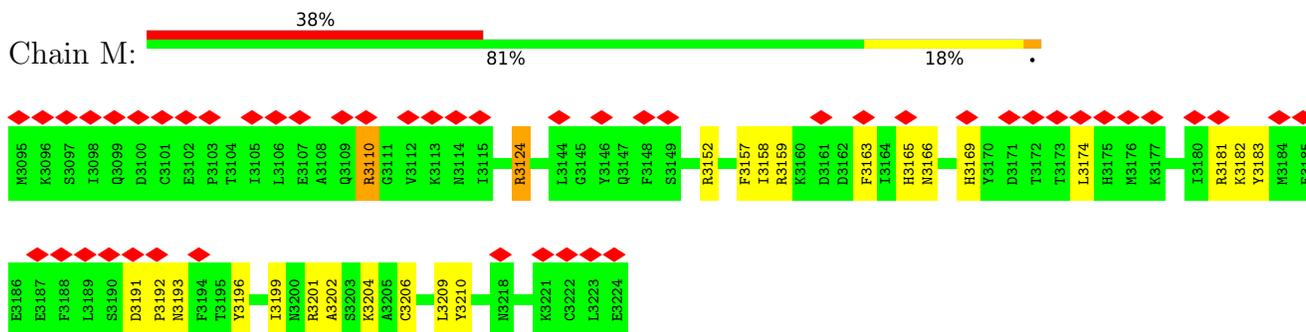 38%
Chain M:
81% 18% •
M3095 K3096 S3097 I3098 Q3099 D3100 C3101 E3102 P3103 T3104 I3105 L3106 E3107 A3108 Q3109 R3110 G3111 V3112 K3113 N3114 I3115 R3124 L3144 G3145 Y3146 Q3147 F3148 S3149 R3152 F3157 I3158 R3159 K3160 D3161 D3162 F3163 I3164 H3165 N3166 H3169 Y3170 D3171 T3172 T3173 L3174 H3175 M3176 K3177 I3180 R3181 K3182 Y3183 M3184
E3186 E3187 F3188 L3189 S3190 D3191 P3192 N3193 F3194 T3195 Y3196 I3199 N3200 R3201 A3202 S3203 K3204 A3205 C3206 L3209 Y3210 N3218 K3221 C3222 L3223 E3224